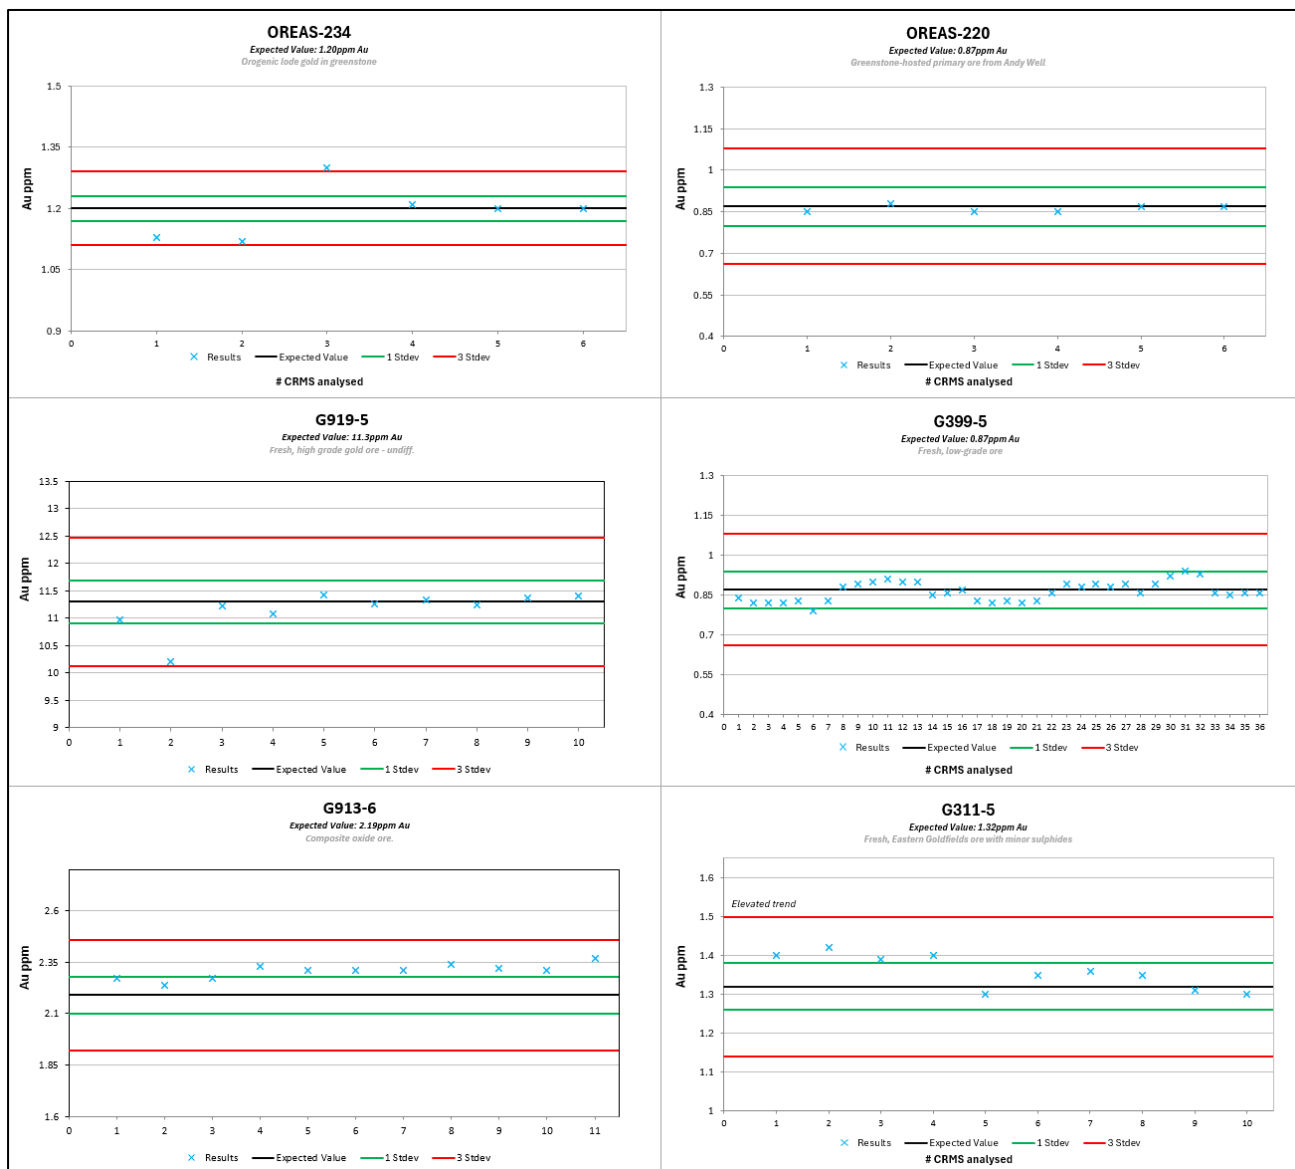 OREAS-234
Expected Value: 1.20ppm Au
Orogenic lode gold in greenstone
1.5
1.35
1.2
1.05
0.9
Au ppm
0 1 2 3 4 5 6
Results Expected Value 1 Stdev 3 Stdev
# CRMS analysed
OREAS-220
Expected Value: 0.87ppm Au
Greenstone-hosted primary ore from Andy Well
1.3
1.15
1
0.85
0.7
0.55
0.4
Au ppm
0 1 2 3 4 5 6
Results Expected Value 1 Stdev 3 Stdev
# CRMS analysed
G919-5
Expected Value: 11.3ppm Au
Fresh, high grade gold ore - undiff.
13.5
13
12.5
12
11.5
11
10.5
10
9.5
9
Au ppm
0 1 2 3 4 5 6 7 8 9 10
Results Expected Value 1 Stdev 3 Stdev
G399-5
Expected Value: 0.87ppm Au
Fresh, low-grade ore
1.3
1.15
1
0.85
0.7
0.55
0.4
Au ppm
0 1 2 3 4 5 6 7 8 9 10 11 12 13 14 15 16 17 18 19 20 21 22 23 24 25 26 27 28 29 30 31 32 33 34 35 36
Results Expected Value 1 Stdev 3 Stdev
# CRMS analysed
G913-6
Expected Value: 2.19ppm Au
Composite oxide ore.
2.6
2.35
2.1
1.85
1.6
Au ppm
0 1 2 3 4 5 6 7 8 9 10 11
Results Expected Value 1 Stdev 3 Stdev
G311-5
Expected Value: 1.32ppm Au
Fresh, Eastern Goldfields ore with minor sulphides
Elevated trend
1.6
1.5
1.4
1.3
1.2
1.1
1
Au ppm
0 1 2 3 4 5 6 7 8 9 10
Results Expected Value 1 Stdev 3 Stdev
# CRMS analysed